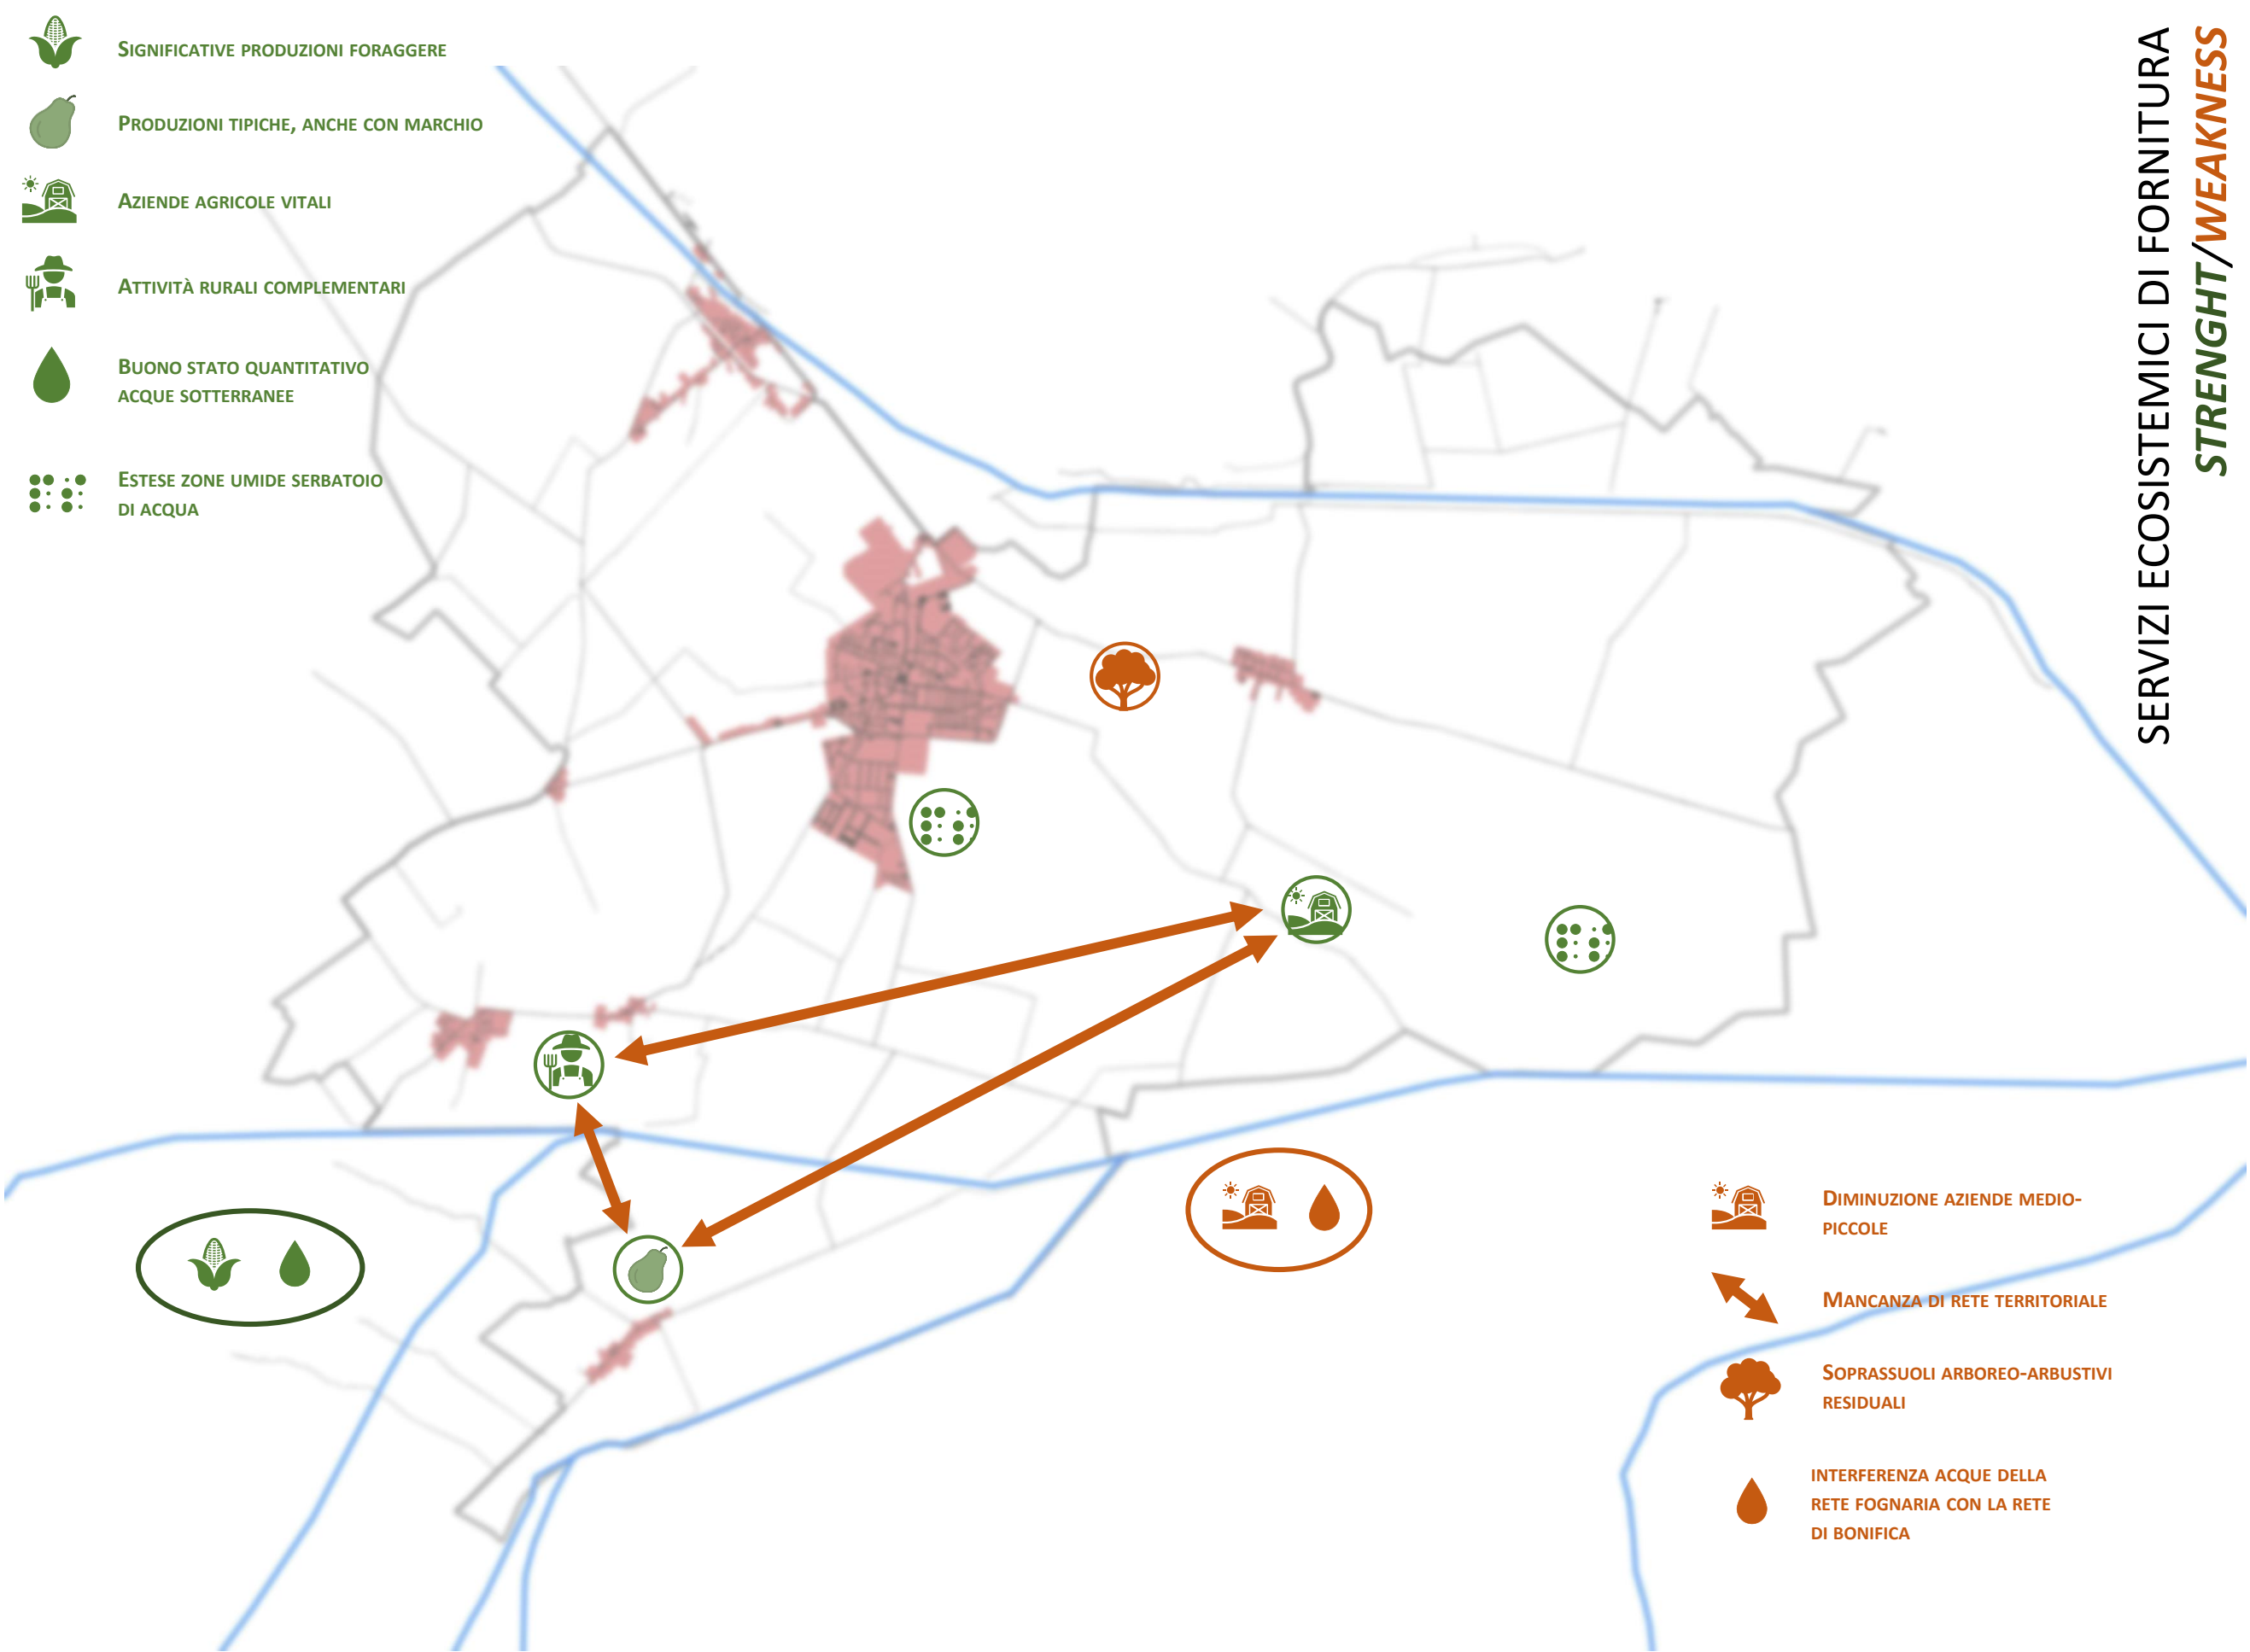 SIGNIFICATIVE PRODUZIONI FORAGGERE
PRODUZIONI TIPICHE, ANCHE CON MARCHIO
AZIENDE AGRICOLE VITALI
ATTIVITÀ RURALI COMPLEMENTARI
BUONO STATO QUANTITATIVO
ACQUE SOTTERRANEE
ESTESE ZONE UMIDE SERBATOIO
DI ACQUA
SERVIZI ECOSISTEMICI DI FORNITURA
STRENGHT/WEAKNESS
DIMINUZIONE AZIENDE MEDIO-
PICCOLE
MANCANZA DI RETE TERRITORIALE
SOPRASSUOLI ARBOREO-ARBUSTIVI
RESIDUALI
INTERFERENZA ACQUE DELLA
RETE FOGNARIA CON LA RETE
DI BONIFICA